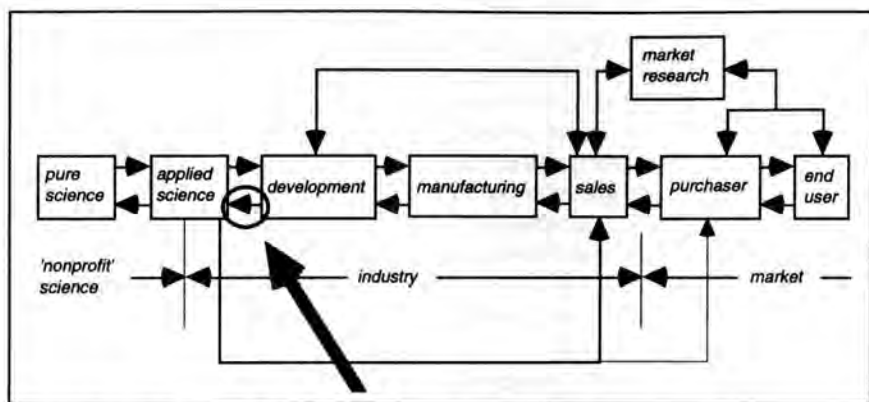 market
research
pure
science
applied
science
development
manufacturing
sales
purchaser
end
user
'nonprofit'
science
industry
market